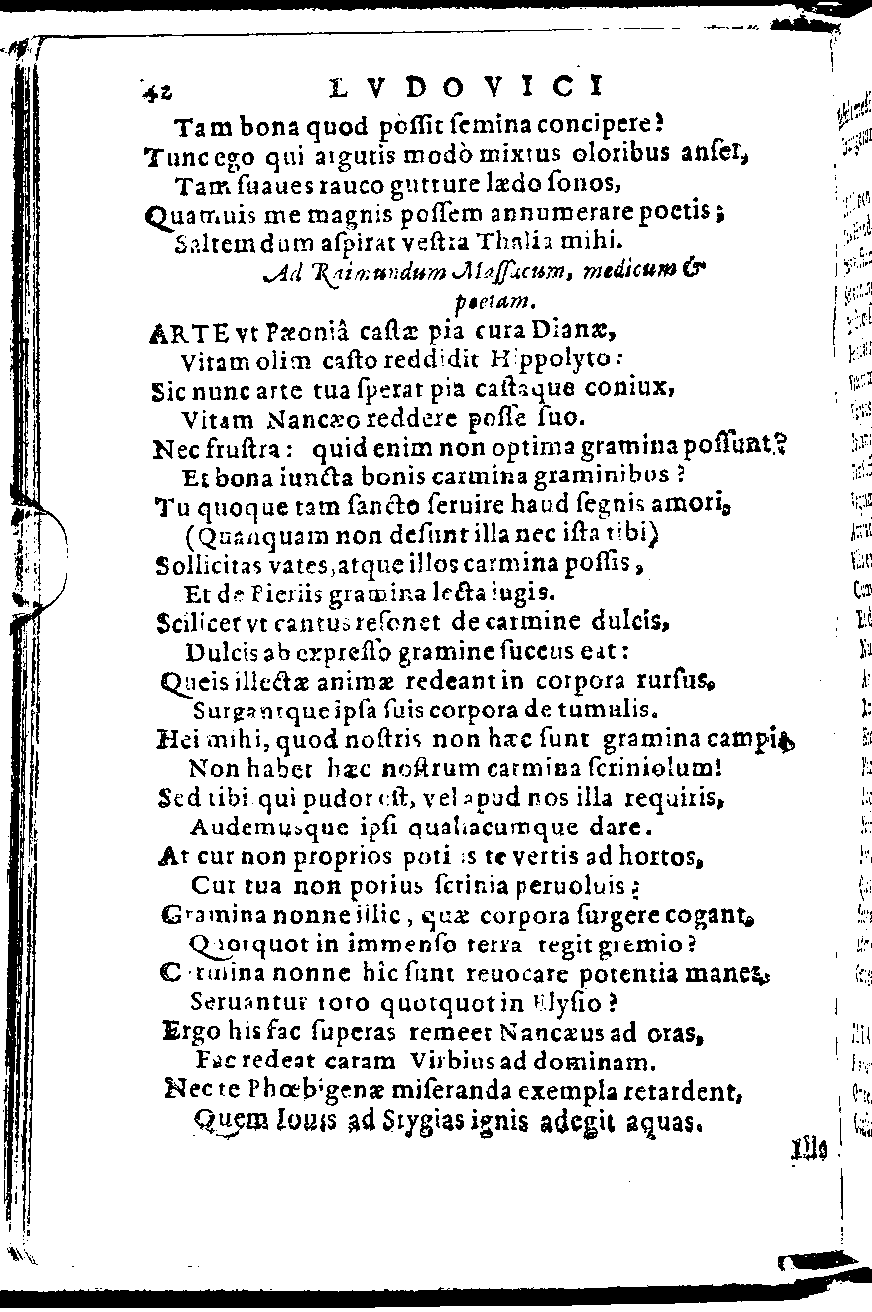 42 LVDOVICI
Tam bona quod poſſit ſemina concipere?
Tunc ego qui argutis modò mixtus oloribus anſer,
Tam ſuaues rauco gutture lædo ſonos,
Quamuis me magnis poſſem annumerare poetis;
Saltem dum aſpirat veſtra Thalia mihi.
Ad Raimundum Maſſacum, medicum &
poetam.
ARTE vt Pæoniâ caſtæ pia cura Dianæ,
Vitam olim caſto reddidit Hippolyto:
Sic nunc arte tua ſperat pia caſtaque coniux,
Vitam Nancæo reddere poſſe ſuo.
Nec fruſtra: quid enim non optima gramina poſſunt?
Et bona iuncta bonis carmina graminibus?
Tu quoque tam ſancto ſeruire haud ſegnis amori,
(Quanquam non deſunt illa nec iſta tibi)
Sollicitas vates, atque illos carmina poſſis,
Et de Pieriis gramina lecta iugis.
Scilicet vt cantus reſonet de carmine dulcis,
Dulcis ab expreſſo gramine ſuccus eat:
Queis illectæ animæ redeant in corpora rurſus,
Surgantque ipſa ſuis corpora de tumulis.
Hei mihi, quod noſtris non hæc ſunt gramina campis,
Non habet hæc noſtrum carmina ſcriniolum!
Sed tibi qui pudor eſt, vel apud nos illa requiris,
Audemusque ipſi qualiacumque dare.
At cur non proprios potius te vertis ad hortos,
Cur tua non potius ſcrinia peruoluis?
Gramina nonne illic, quæ corpora ſurgere cogant,
Quotquot in immenſo terra tegit gremio?
Carmina nonne hîc ſunt reuocare potentia manes,
Seruantur toto quotquot in Elyſio?
Ergo his fac ſuperas remeet Nancæus ad oras,
Fac redeat caram Virbius ad dominam.
Nec te Phœbigenæ miſeranda exempla retardent,
Quem Iouis ad Stygias ignis adegit aquas.
Ille